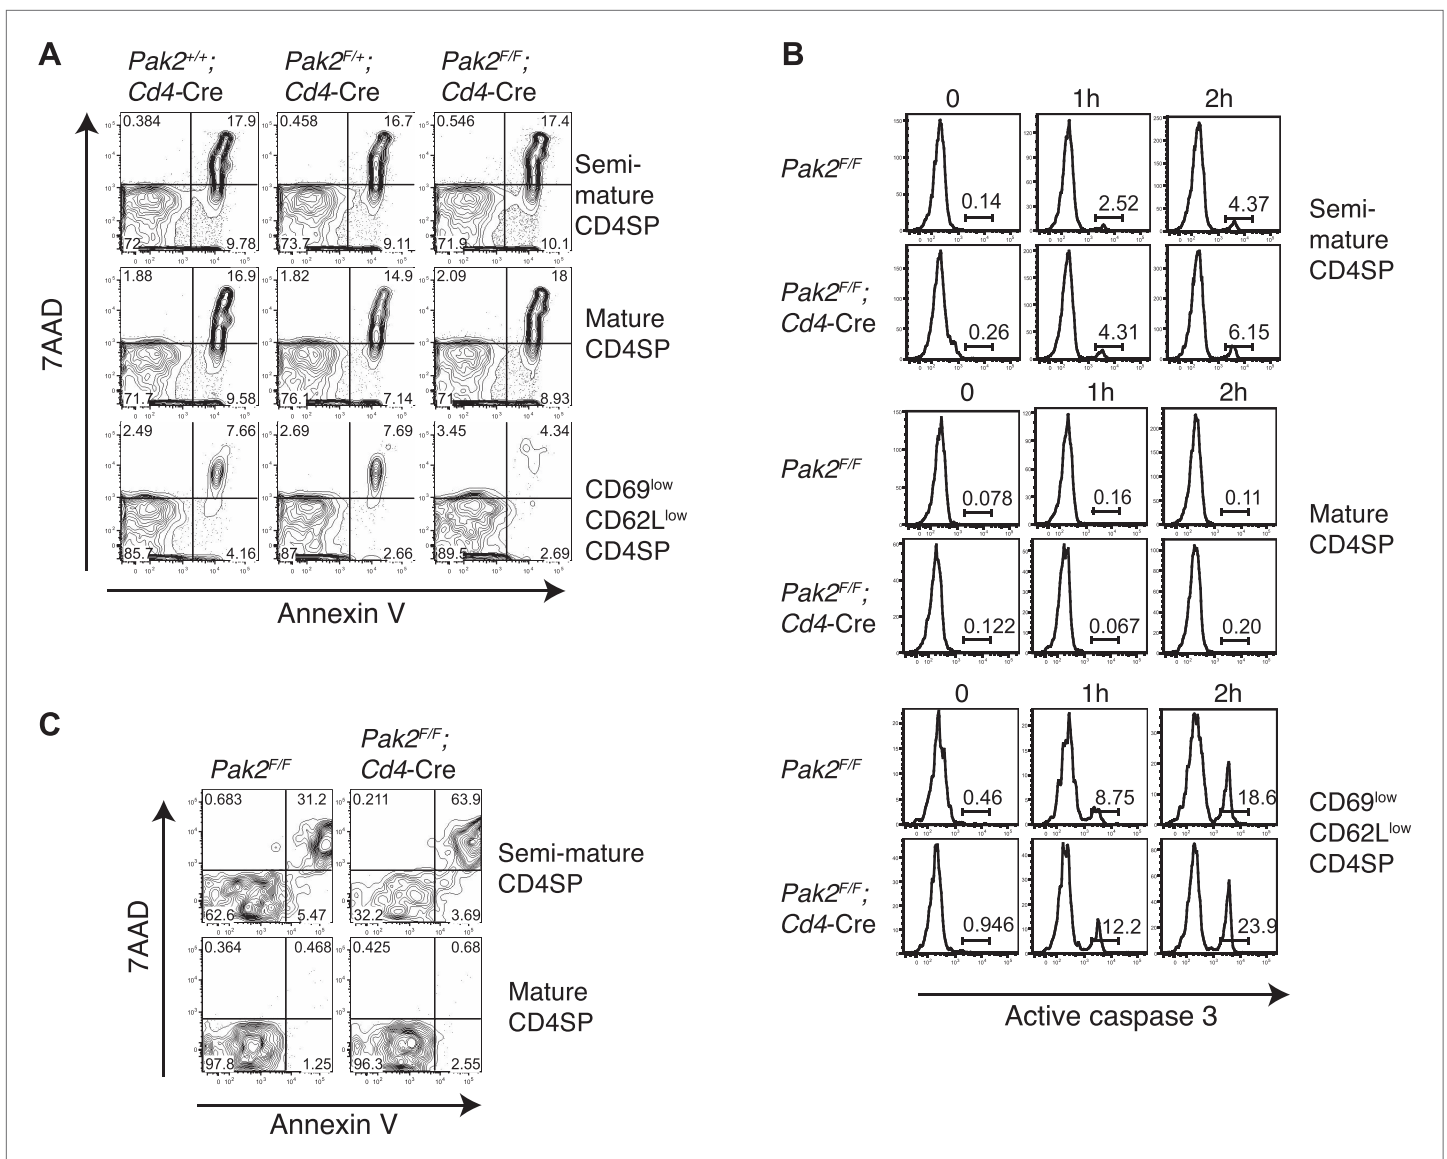 A
Pak2+/+;
Cd4-Cre
Pak2F/+;
Cd4-Cre
Pak2F/F;
Cd4-Cre
0.384 17.9
72 9.78
0.458 16.7
73.7 9.11
0.546 17.4
71.9 10.1
Semi-
mature
CD4SP
1.88 16.9
71.7 9.58
1.82 14.9
76.1 7.14
2.09 18
71 8.93
Mature
CD4SP
2.49 7.66
85.7 4.16
2.69 7.69
87 2.66
3.45 4.34
89.5 2.69
CD69low
CD62Llow
CD4SP
7AAD
Annexin V
B
0 1h 2h
Pak2F/F
0.14 2.52 4.37
Pak2F/F;
Cd4-Cre
0.26 4.31 6.15
Semi-
mature
CD4SP
0 1h 2h
Pak2F/F
0.078 0.16 0.11
Pak2F/F;
Cd4-Cre
0.122 0.067 0.20
Mature
CD4SP
0 1h 2h
Pak2F/F
0.46 8.75 18.6
Pak2F/F;
Cd4-Cre
0.946 12.2 23.9
CD69low
CD62Llow
CD4SP
Active caspase 3
C
Pak2F/F
Pak2F/F;
Cd4-Cre
0.683 31.2
62.6 5.47
0.211 63.9
32.2 3.69
Semi-mature
CD4SP
0.364 0.468
97.8 1.25
0.425 0.68
96.3 2.55
Mature
CD4SP
7AAD
Annexin V